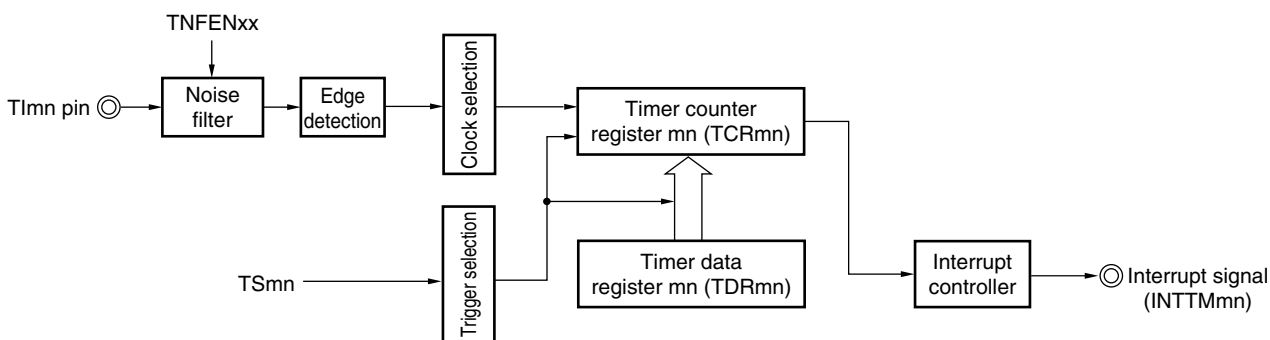 TNFENxx
TImn pin
Noise
filter
Edge
detection
Clock selection
Timer counter
register mn (TCRmn)
TSmn
Trigger selection
Timer data
register mn (TDRmn)
Interrupt
controller
Interrupt signal
(INTTMmn)